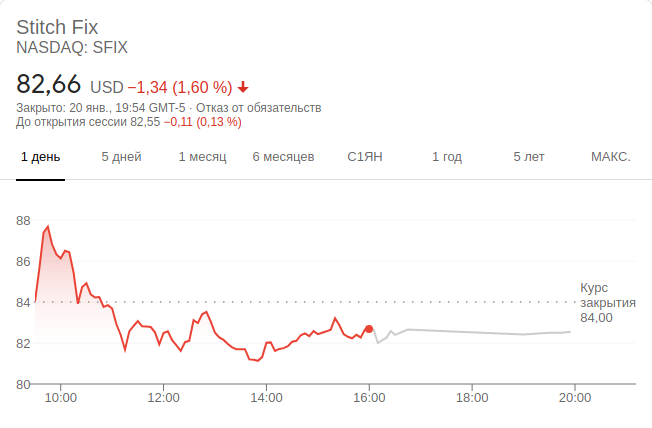 Stitch Fix
NASDAQ: SFIX
82,66 USD −1,34 (1,60 %)
Закрыто: 20 янв., 19:54 GMT-5 · Отказ от обязательств
До открытия сессии 82,55 −0,11 (0,13 %)
1 день 5 дней 1 месяц 6 месяцев С1ЯН 1 год 5 лет МАКС.
88
86
84
82
80
Курс
закрытия
84,00
10:00 12:00 14:00 16:00 18:00 20:00